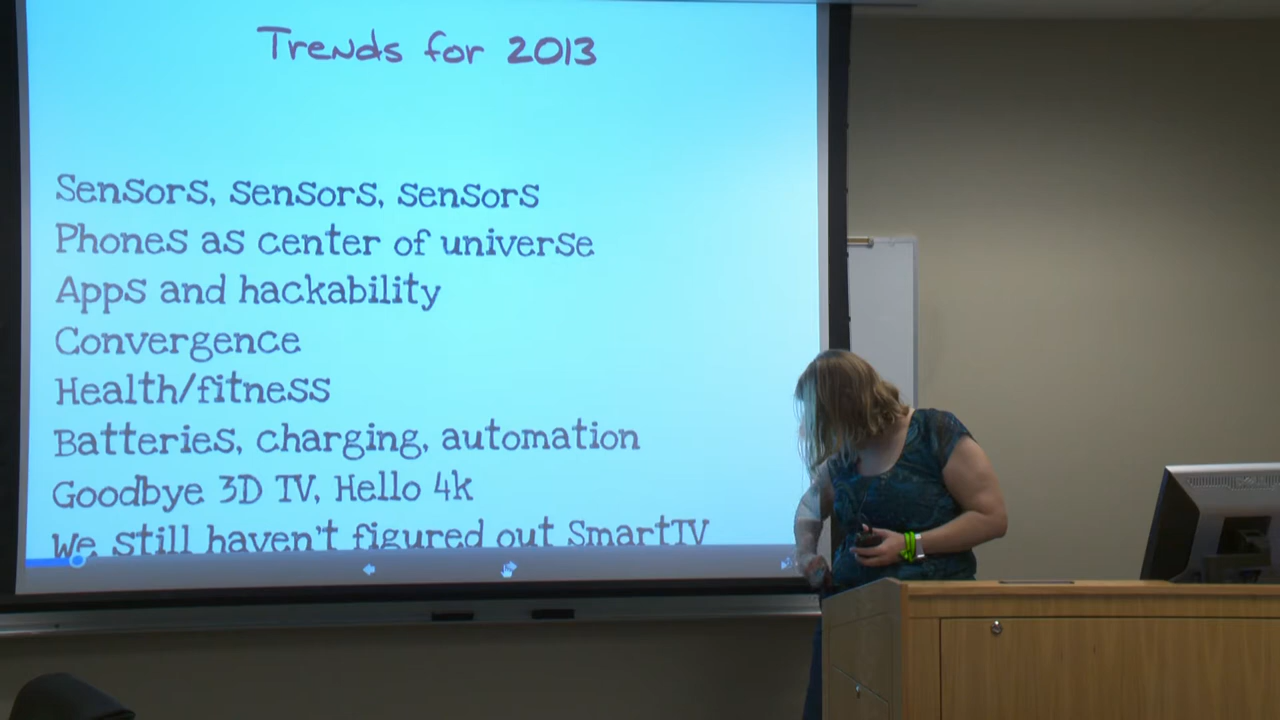 Trends for 2013
Sensors, sensors, sensors
Phones as center of universe
Apps and hackability
Convergence
Health/fitness
Batteries, charging, automation
Goodbye 3D TV, Hello 4k
We still haven't figured out SmartTV